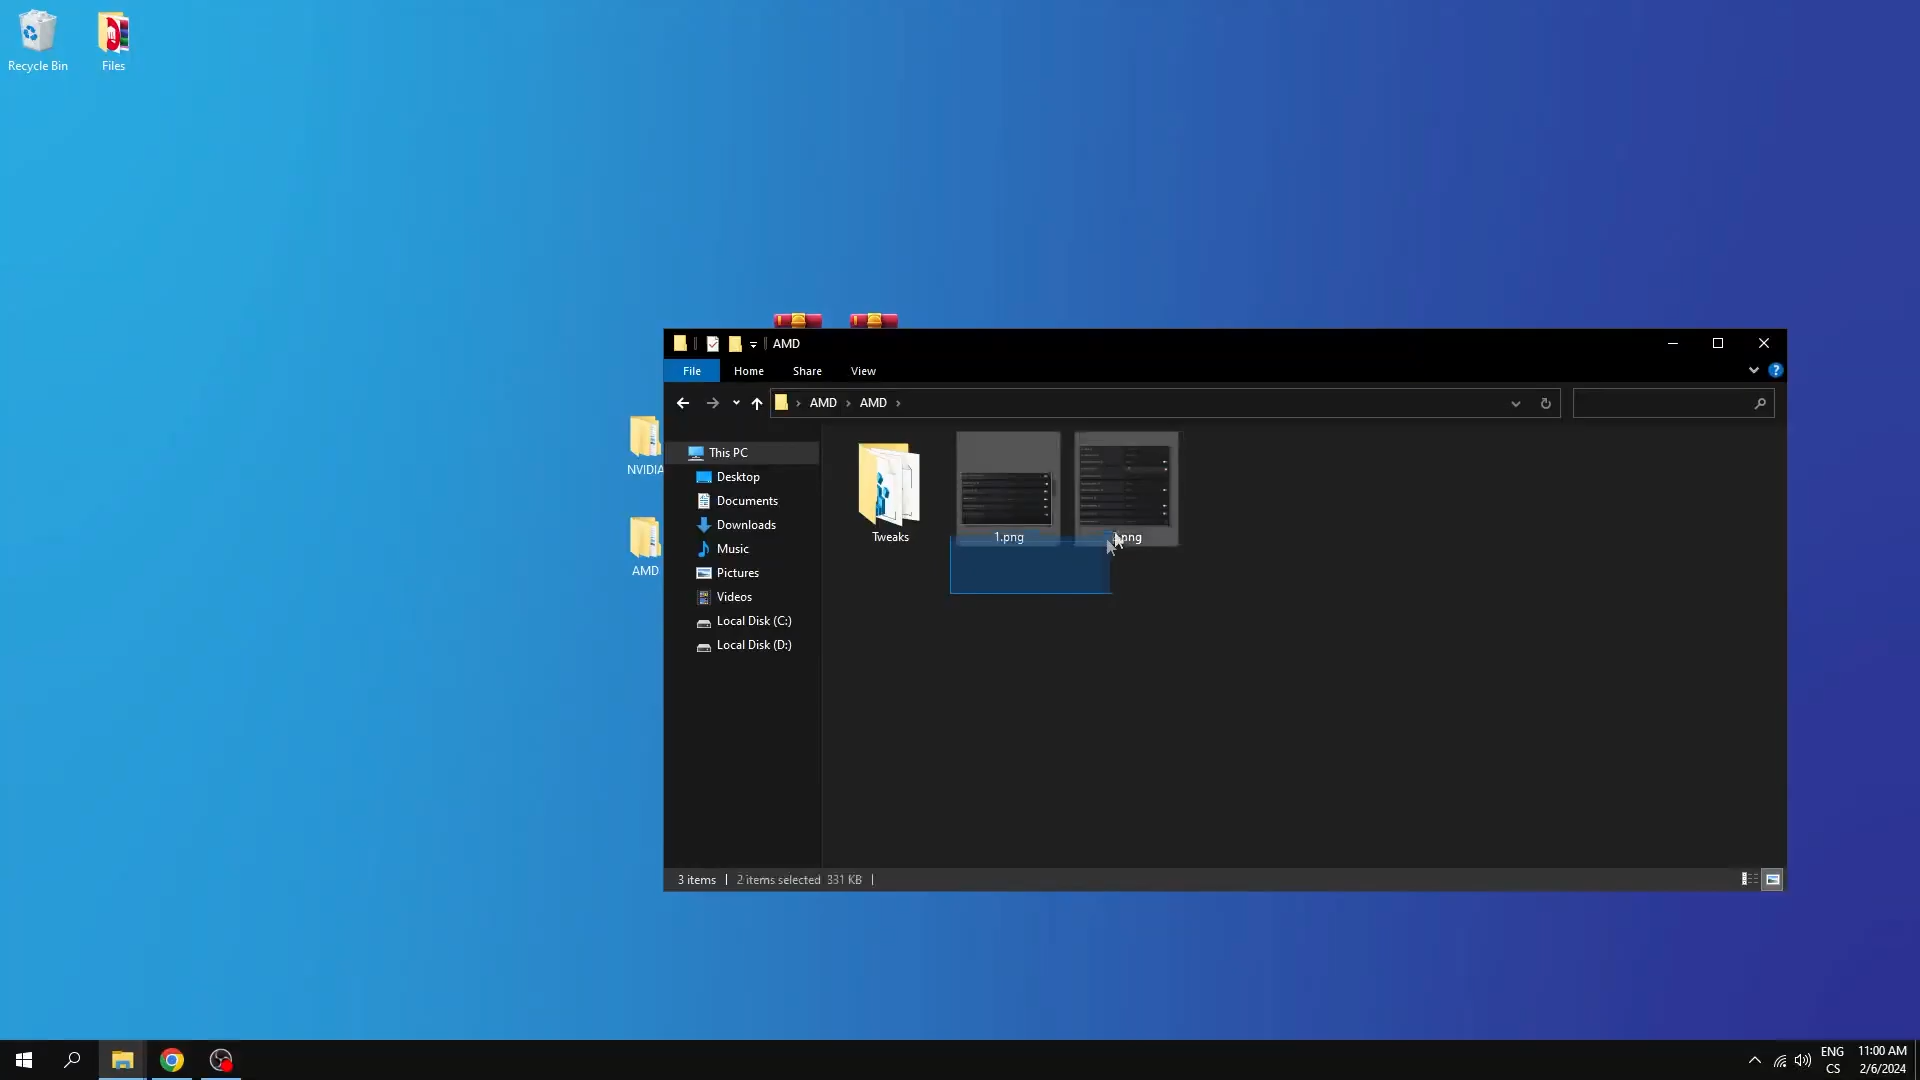 Recycle Bin
Files
AMD
File
Home
Share
View
AMD
AMD
This PC
Desktop
Documents
Downloads
Music
Pictures
Videos
Local Disk (C:)
Local Disk (D:)
NVIDIA
AMD
Tweaks
1.png
.png
3 items
2 items selected 331 KB
ENG
CS
11:00 AM
2/6/2024